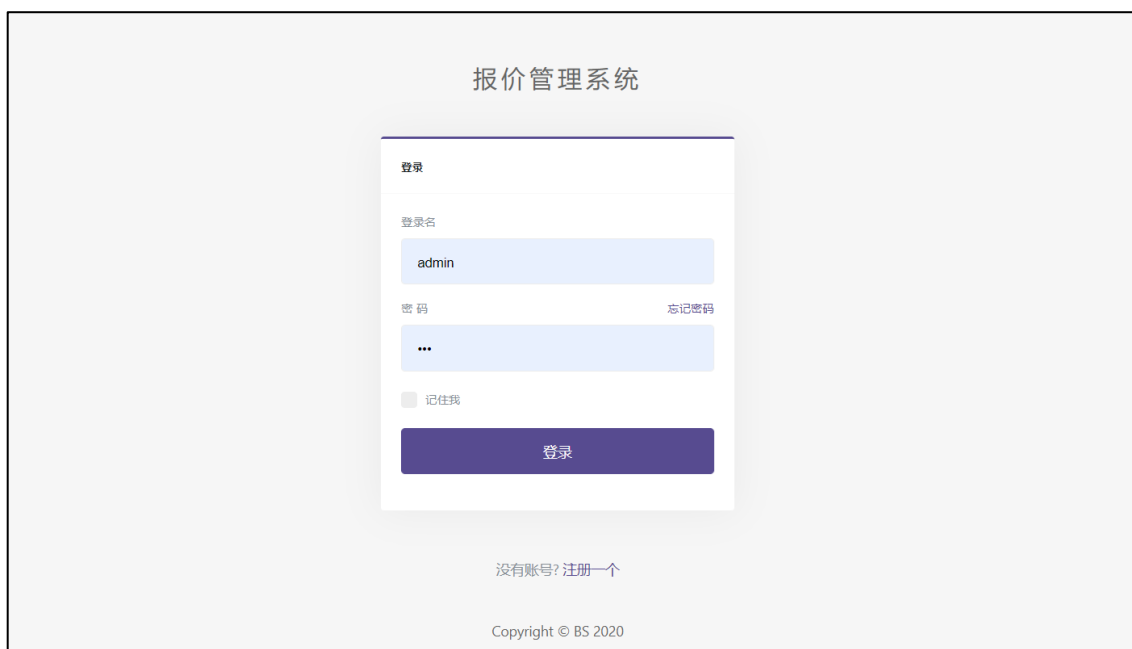 报价管理系统
登录
登录名
admin
密 码 忘记密码
•••
记住我
登录
没有账号? 注册一个
Copyright © BS 2020